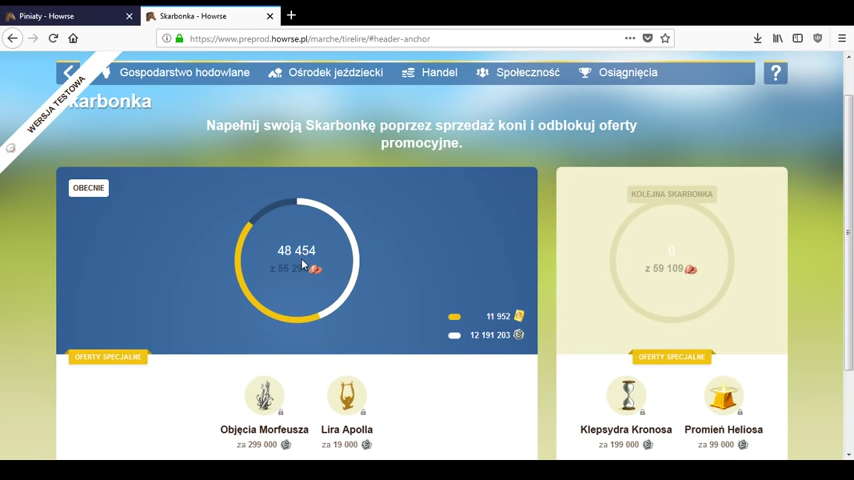 Piniaty - Howrse
Skarbonka - Howrse
https://www.preprod.howrse.pl/marche/tirelire/#header-anchor
Gospodarstwo hodowlane
Ośrodek jeździecki
Handel
Społeczność
Osiągnięcia
?
WERSJA TESTOWA
Skarbonka
Napełnij swoją Skarbonkę poprzez sprzedaż koni i odblokuj oferty
promocyjne.
OBECNIE
48 454
z 56
11 952
12 191 203
OFERTY SPECJALNE
Objęcia Morfeusza
za 299 000
Lira Apolla
za 19 000
KOLEJNA SKARBONKA
0
z 59 109
OFERTY SPECJALNE
Klepsydra Kronosa
za 199 000
Promień Heliosa
za 99 000